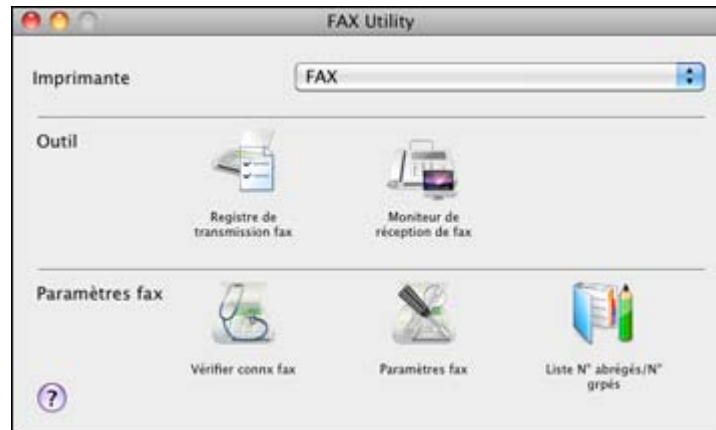 FAX Utility
Imprimante
FAX
Outil
Registre de
transmission fax
Moniteur de
réception de fax
Paramètres fax
Vérifier connx fax
Paramètres fax
Liste N° abrégés/N°
grpés
?